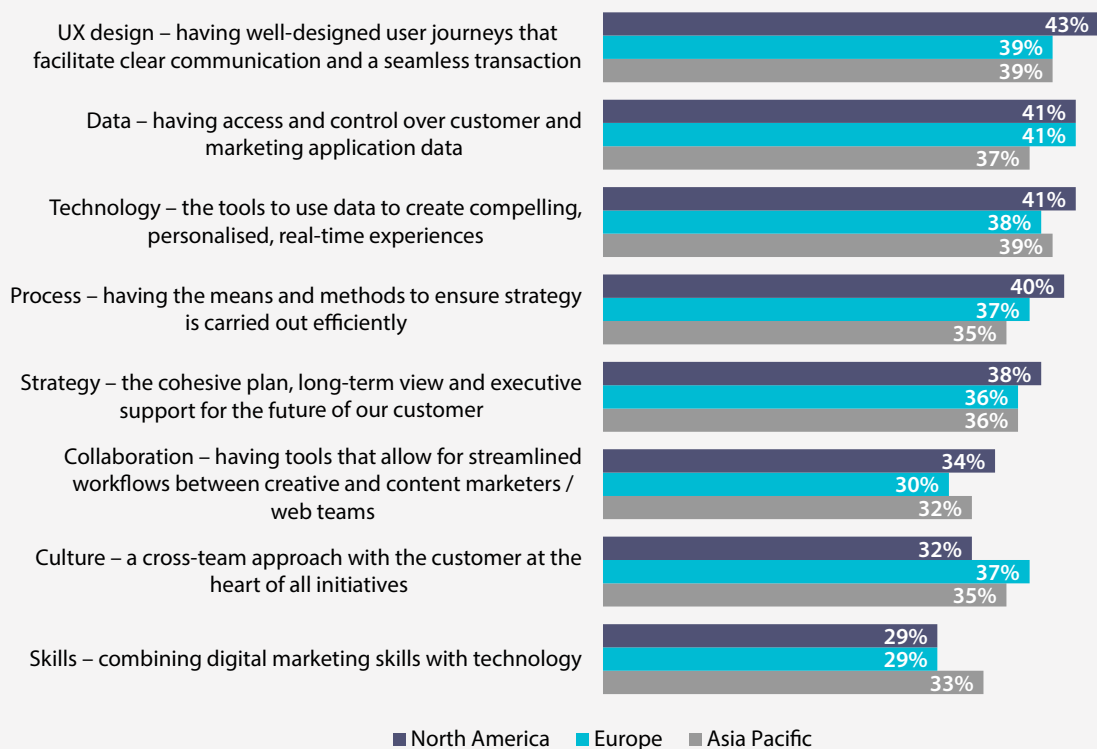 UX design – having well-designed user journeys that
facilitate clear communication and a seamless transaction
43%
39%
39%
Data – having access and control over customer and
marketing application data
41%
41%
37%
Technology – the tools to use data to create compelling,
personalised, real-time experiences
41%
38%
39%
Process – having the means and methods to ensure strategy
is carried out efficiently
40%
37%
35%
Strategy – the cohesive plan, long-term view and executive
support for the future of our customer
38%
36%
36%
Collaboration – having tools that allow for streamlined
workflows between creative and content marketers /
web teams
34%
30%
32%
Culture – a cross-team approach with the customer at the
heart of all initiatives
32%
37%
35%
Skills – combining digital marketing skills with technology
29%
29%
33%
North America Europe Asia Pacific